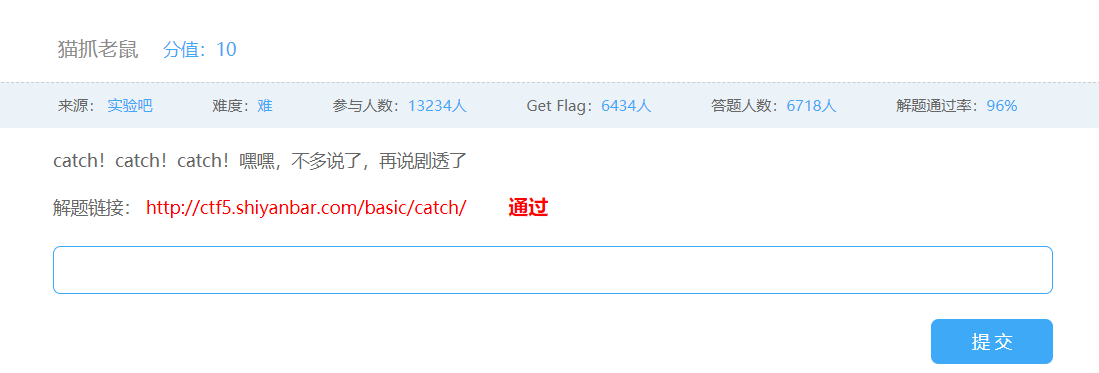 猫抓老鼠 分值：10
来源： 实验吧 难度：难 参与人数：13234人 Get Flag：6434人 答题人数：6718人 解题通过率：96%
catch！catch！catch！嘿嘿，不多说了，再说剧透了
解题链接： http://ctf5.shiyanbar.com/basic/catch/ 通过
提 交